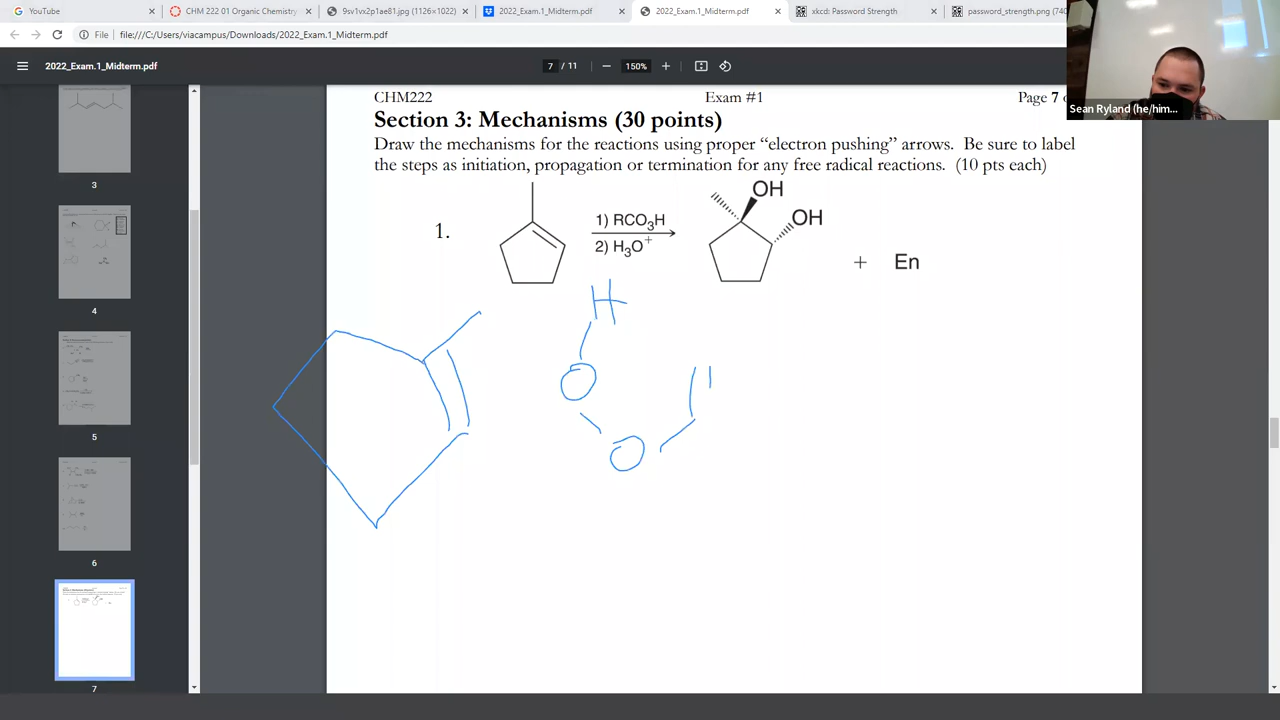 YouTube
CHM 222 01 Organic Chemistry
9sv1vx2p1ae81.jpg (1126×1022)
2022_Exam.1_Midterm.pdf
2022_Exam.1_Midterm.pdf
xkcd: Password Strength
password_strength.png (740
File
file:///C:/Users/viacampus/Downloads/2022_Exam.1_Midterm.pdf
2022_Exam.1_Midterm.pdf
7 / 11
150%
Sean Ryland (he/him...
CHM222
Exam #1
Page 7 o
Section 3: Mechanisms (30 points)
Draw the mechanisms for the reactions using proper “electron pushing” arrows. Be sure to label
the steps as initiation, propagation or termination for any free radical reactions. (10 pts each)
1.
1) RCO3H
2) H3O+
OH
OH
+ En
H
O
O
3
4
5
6
7